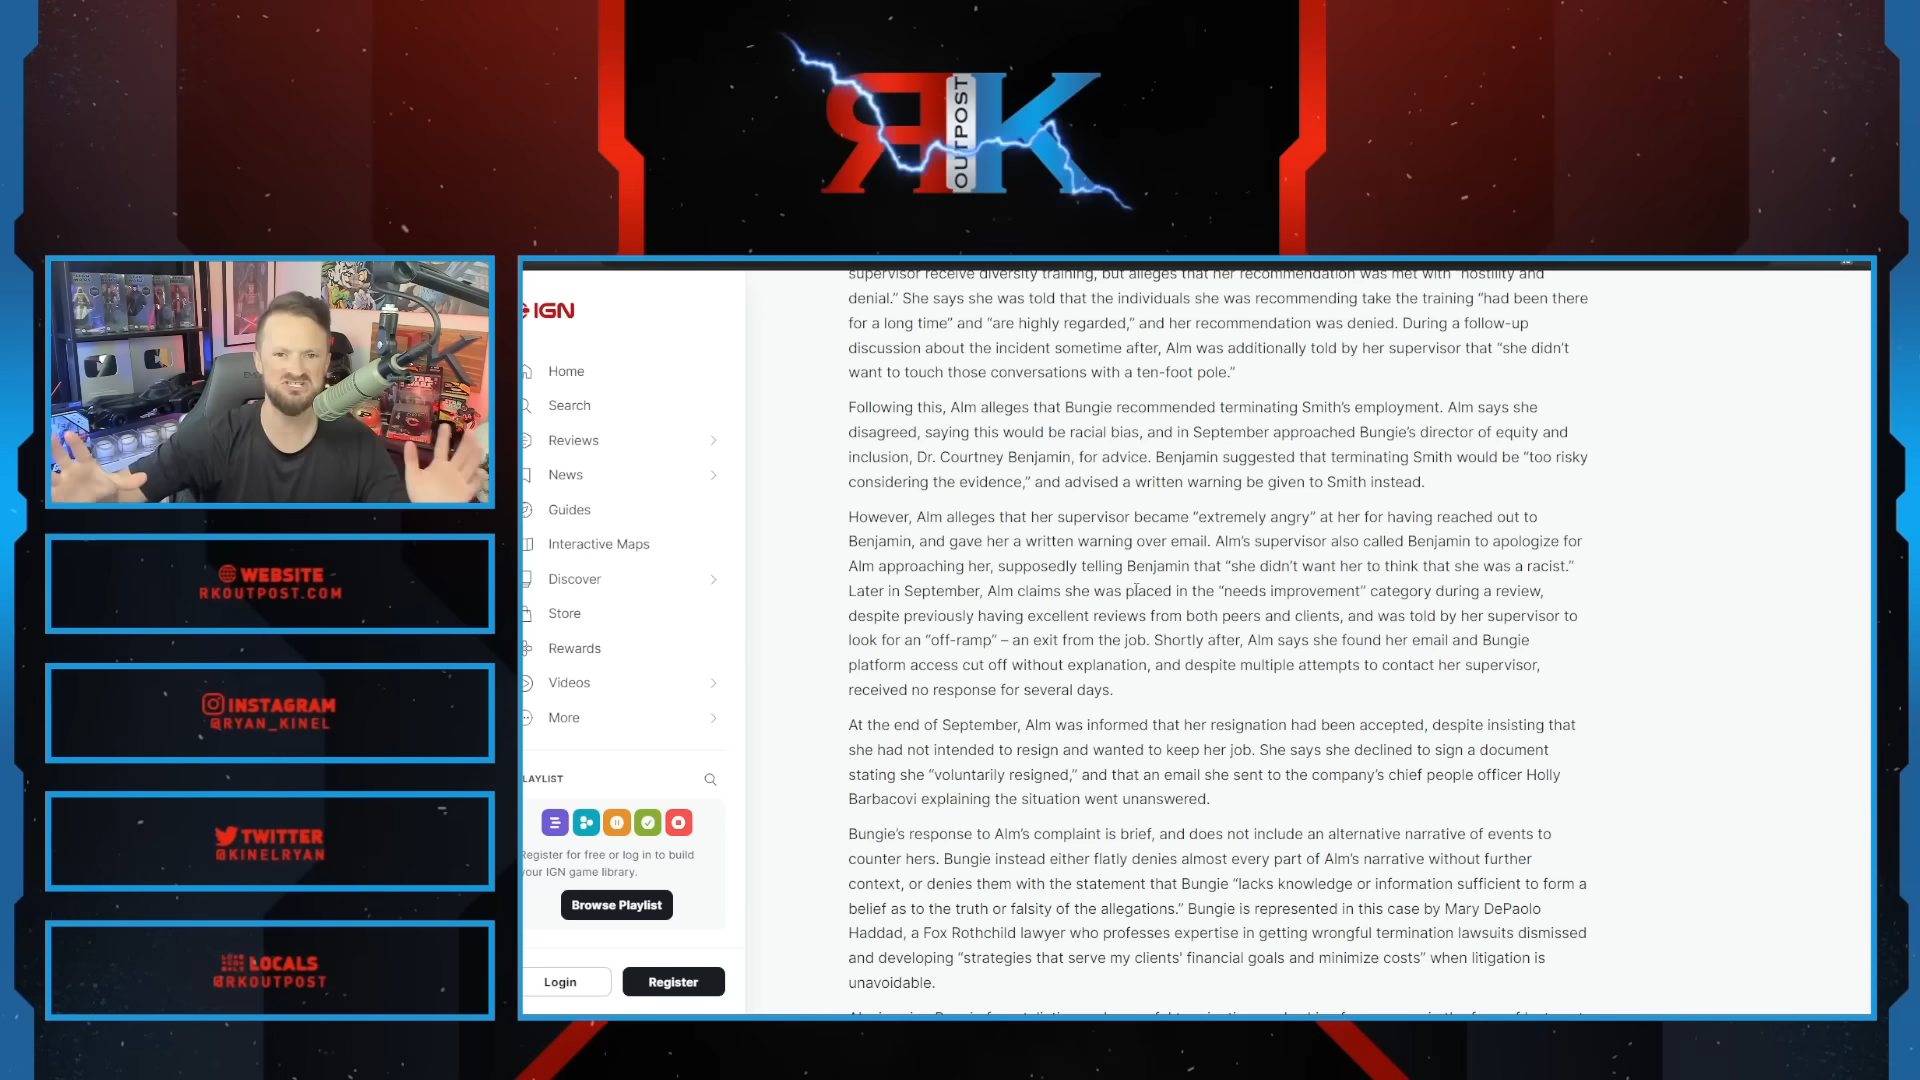 RK
OUTPOST
WEBSITE
RKOUTPOST.COM
INSTAGRAM
@RYAN_KINEL
TWITTER
@KINELRYAN
LOCALS
@RKOUTPOST
IGN
Home
Search
Reviews
News
Guides
Interactive Maps
Discover
Store
Rewards
Videos
More
LAYLIST
Register for free or log in to build
your IGN game library.
Browse Playlist
Login
Register
supervisor receive diversity training, but alleges that her recommendation was met with “hostility and
denial.” She says she was told that the individuals she was recommending take the training “had been there
for a long time” and “are highly regarded,” and her recommendation was denied. During a follow-up
discussion about the incident sometime after, Alm was additionally told by her supervisor that “she didn’t
want to touch those conversations with a ten-foot pole.”
Following this, Alm alleges that Bungie recommended terminating Smith’s employment. Alm says she
disagreed, saying this would be racial bias, and in September approached Bungie’s director of equity and
inclusion, Dr. Courtney Benjamin, for advice. Benjamin suggested that terminating Smith would be “too risky
considering the evidence,” and advised a written warning be given to Smith instead.
However, Alm alleges that her supervisor became “extremely angry” at her for having reached out to
Benjamin, and gave her a written warning over email. Alm’s supervisor also called Benjamin to apologize for
Alm approaching her, supposedly telling Benjamin that “she didn’t want her to think that she was a racist.”
Later in September, Alm claims she was placed in the “needs improvement” category during a review,
despite previously having excellent reviews from both peers and clients, and was told by her supervisor to
look for an “off-ramp” – an exit from the job. Shortly after, Alm says she found her email and Bungie
platform access cut off without explanation, and despite multiple attempts to contact her supervisor,
received no response for several days.
At the end of September, Alm was informed that her resignation had been accepted, despite insisting that
she had not intended to resign and wanted to keep her job. She says she declined to sign a document
stating she “voluntarily resigned,” and that an email she sent to the company’s chief people officer Holly
Barbacovi explaining the situation went unanswered.
Bungie’s response to Alm’s complaint is brief, and does not include an alternative narrative of events to
counter hers. Bungie instead either flatly denies almost every part of Alm’s narrative without further
context, or denies them with the statement that Bungie “lacks knowledge or information sufficient to form a
belief as to the truth or falsity of the allegations.” Bungie is represented in this case by Mary DePaolo
Haddad, a Fox Rothchild lawyer who professes expertise in getting wrongful termination lawsuits dismissed
and developing “strategies that serve my clients' financial goals and minimize costs” when litigation is
unavoidable.